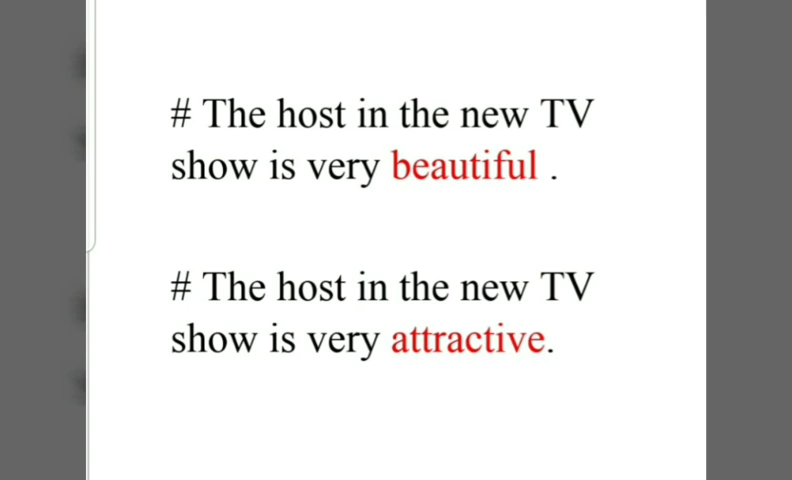 # The host in the new TV
show is very beautiful .
# The host in the new TV
show is very attractive.